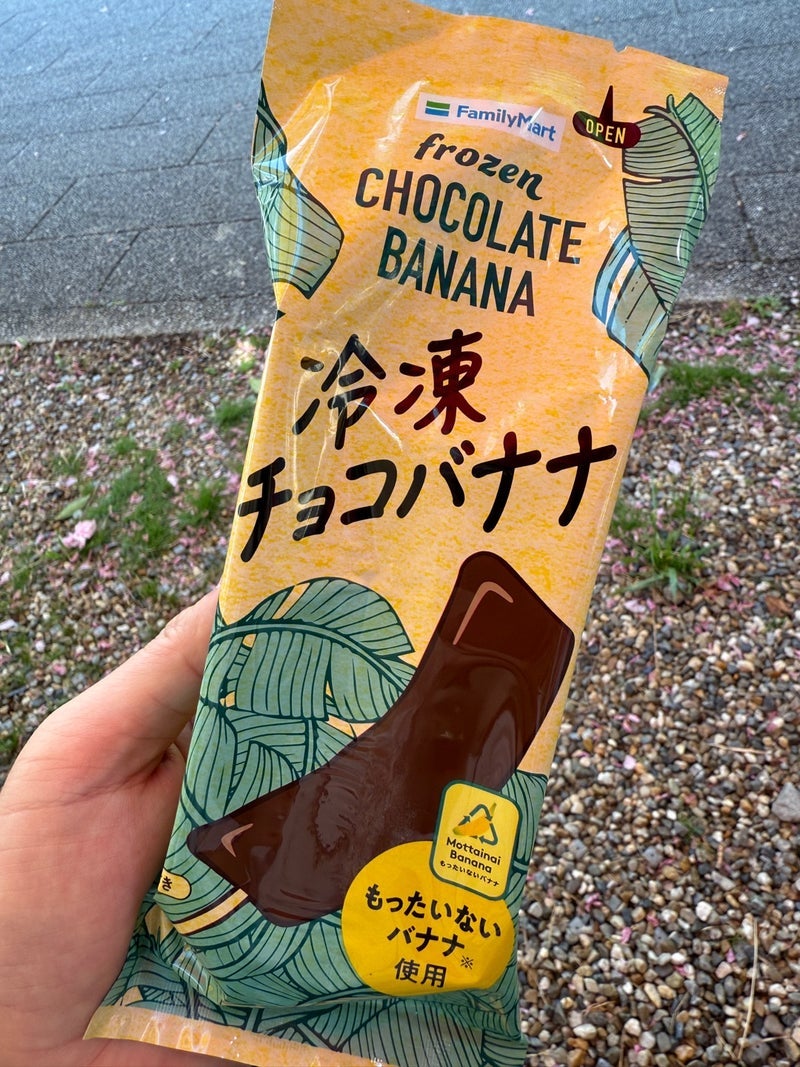 FamilyMart
OPEN
frozen
CHOCOLATE
BANANA
冷凍
チョコバナナ
Mottainai
Banana
もったいないバナナ
もったいない
バナナ※
使用
き